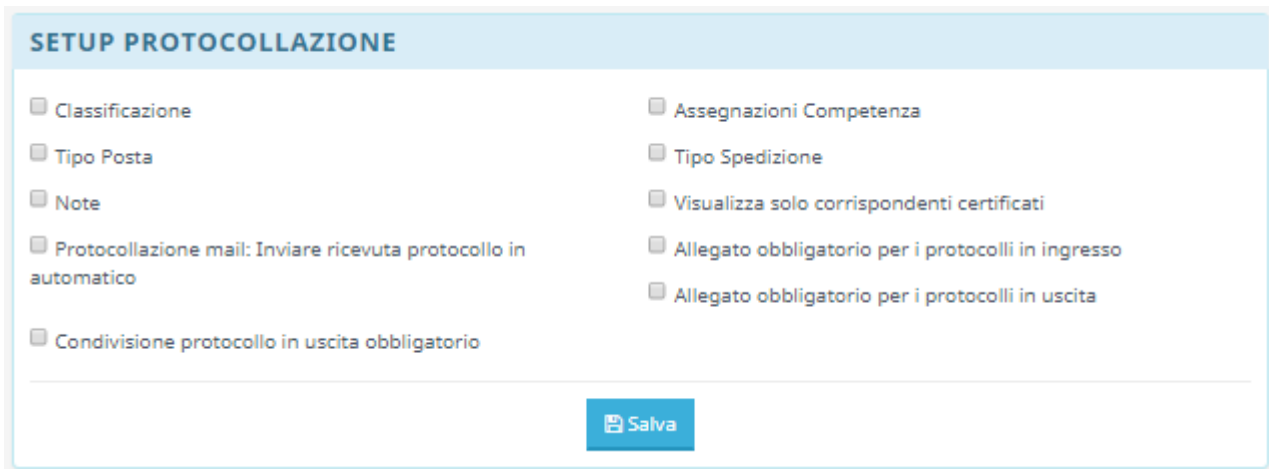 SETUP PROTOCOLLAZIONE
Classificazione
Assegnazioni Competenza
Tipo Posta
Tipo Spedizione
Note
Visualizza solo corrispondenti certificati
Protocollazione mail: Inviare ricevuta protocollo in
automatico
Allegato obbligatorio per i protocolli in ingresso
Allegato obbligatorio per i protocolli in uscita
Condivisione protocollo in uscita obbligatorio
Salva